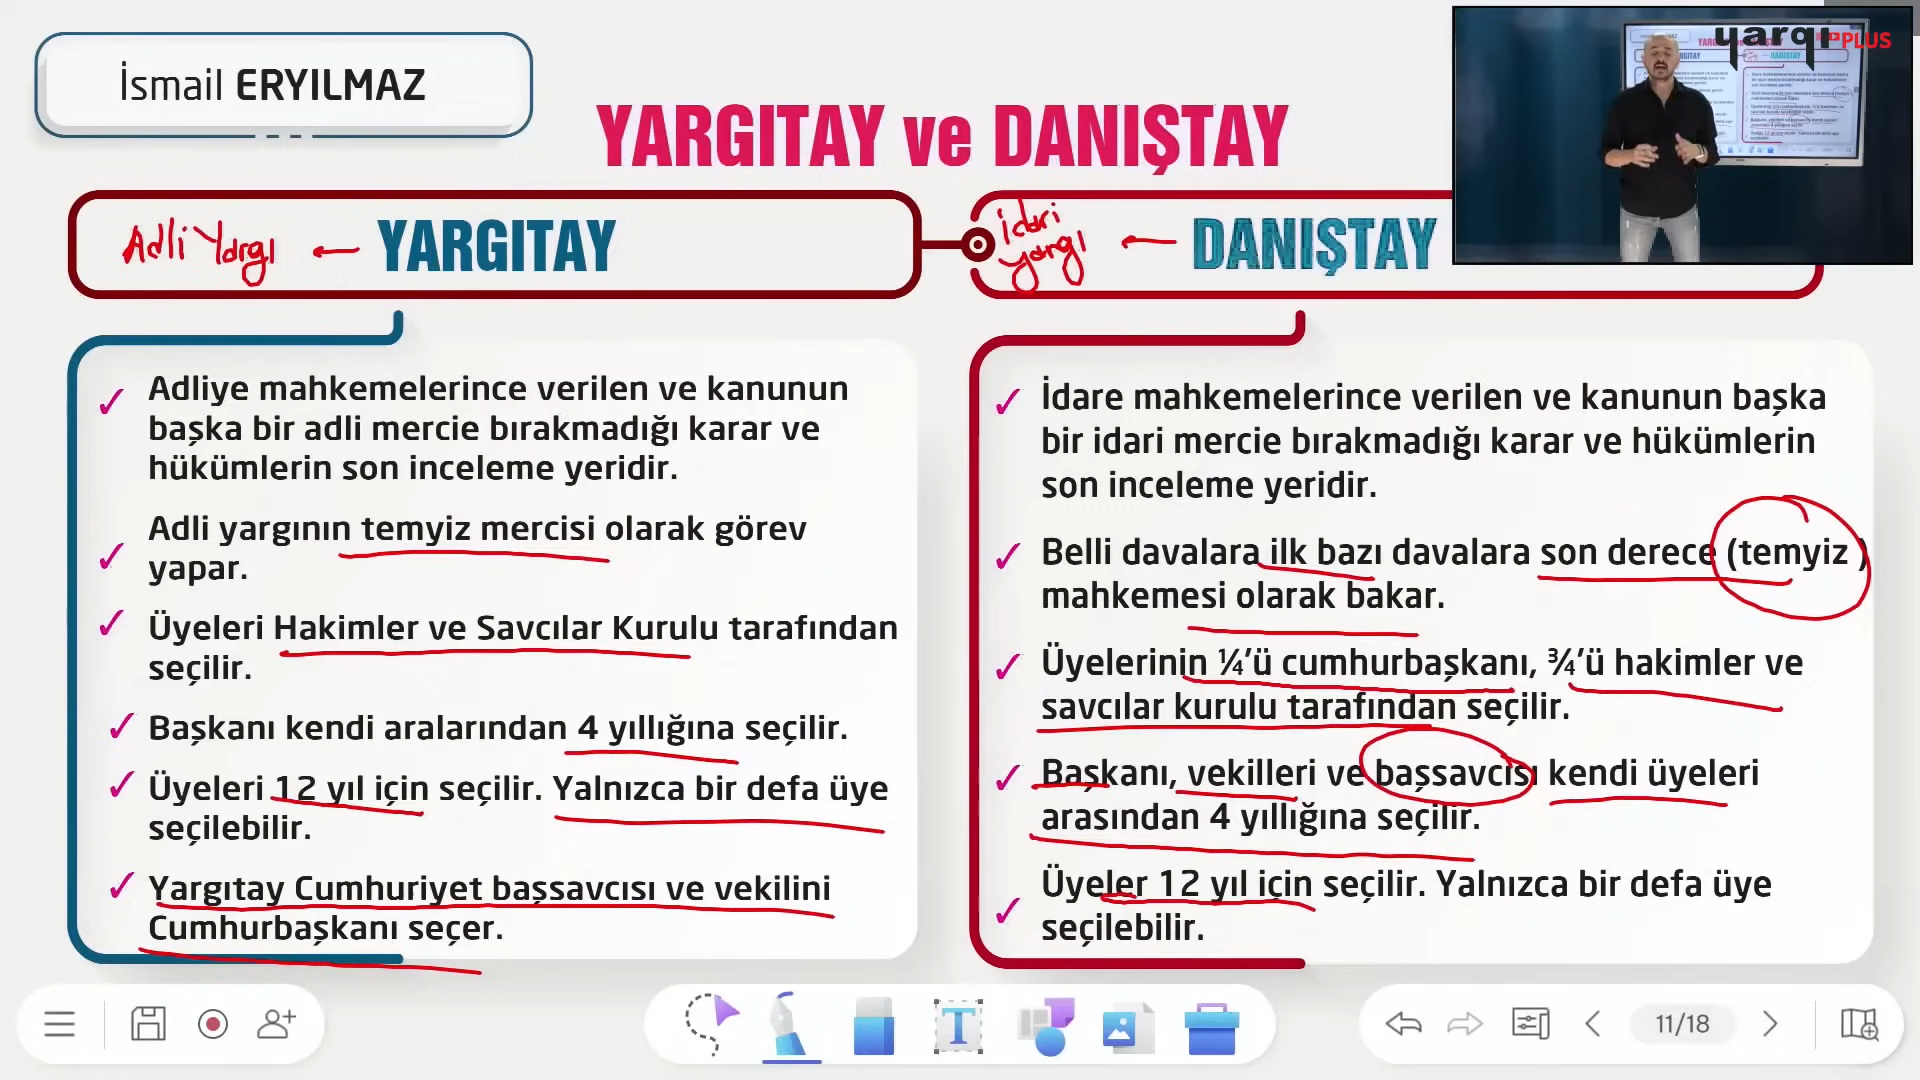 İsmail ERYILMAZ
yarqı PLUS
YARGITAY ve DANIŞTAY
Adli Yargı
YARGITAY
idari
yargı
DANIŞTAY
✓ Adliye mahkemelerince verilen ve kanunun
başka bir adli mercie bırakmadığı karar ve
hükümlerin son inceleme yeridir.
✓ Adli yargının temyiz mercisi olarak görev
yapar.
✓ Üyeleri Hakimler ve Savcılar Kurulu tarafından
seçilir.
✓ Başkanı kendi aralarından 4 yıllığına seçilir.
✓ Üyeleri 12 yıl için seçilir. Yalnızca bir defa üye
seçilebilir.
✓ Yargıtay Cumhuriyet başsavcısı ve vekilini
Cumhurbaşkanı seçer.
✓ İdare mahkemelerince verilen ve kanunun başka
bir idari mercie bırakmadığı karar ve hükümlerin
son inceleme yeridir.
✓ Belli davalara ilk bazı davalara son derece (temyiz )
mahkemesi olarak bakar.
✓ Üyelerinin ¼’ü cumhurbaşkanı, ¾’ü hakimler ve
savcılar kurulu tarafından seçilir.
✓ Başkanı, vekilleri ve başsavcısı kendi üyeleri
arasından 4 yıllığına seçilir.
✓ Üyeler 12 yıl için seçilir. Yalnızca bir defa üye
seçilebilir.
11/18